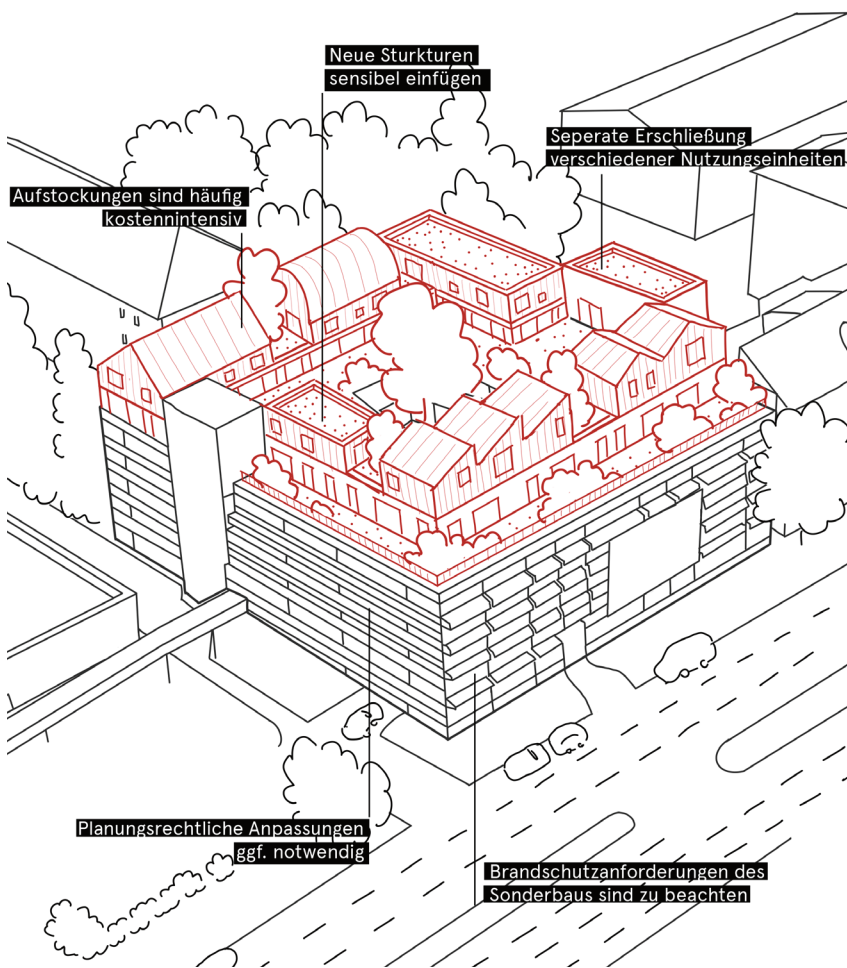 Neue Sturkturen
sensibel einfügen
Seperate Erschließung
verschiedener Nutzungseinheiten
Aufstockungen sind häufig
kostennintensiv
Planungsrechtliche Anpassungen
ggf. notwendig
Brandschutzanforderungen des
Sonderbaus sind zu beachten